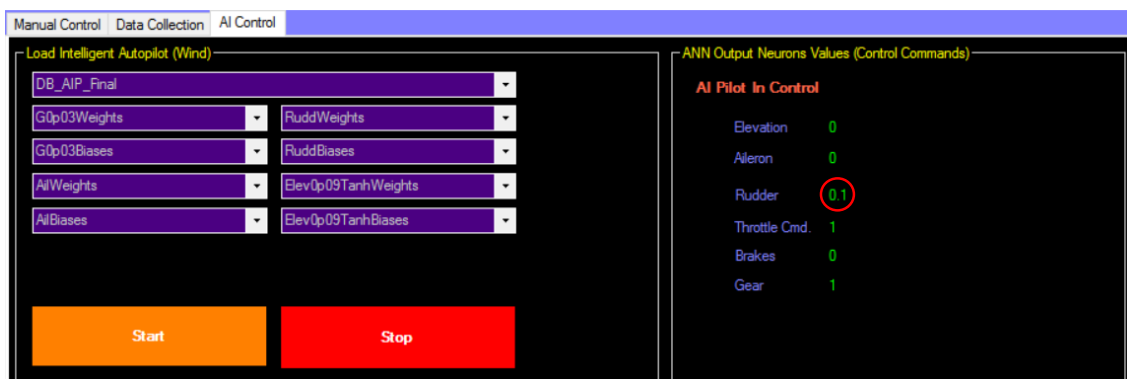 Manual Control Data Collection AI Control
Load Intelligent Autopilot (Wind)
DB_AIP_Final
G0p03Weights RuddWeights
G0p03Biases RuddBiases
AilWeights Elev0p09TanhWeights
AilBiases Elev0p09TanhBiases
Start Stop
ANN Output Neurons Values (Control Commands)
AI Pilot In Control
Elevation 0
Aileron 0
Rudder 0.1
Throttle Cmd. 1
Brakes 0
Gear 1